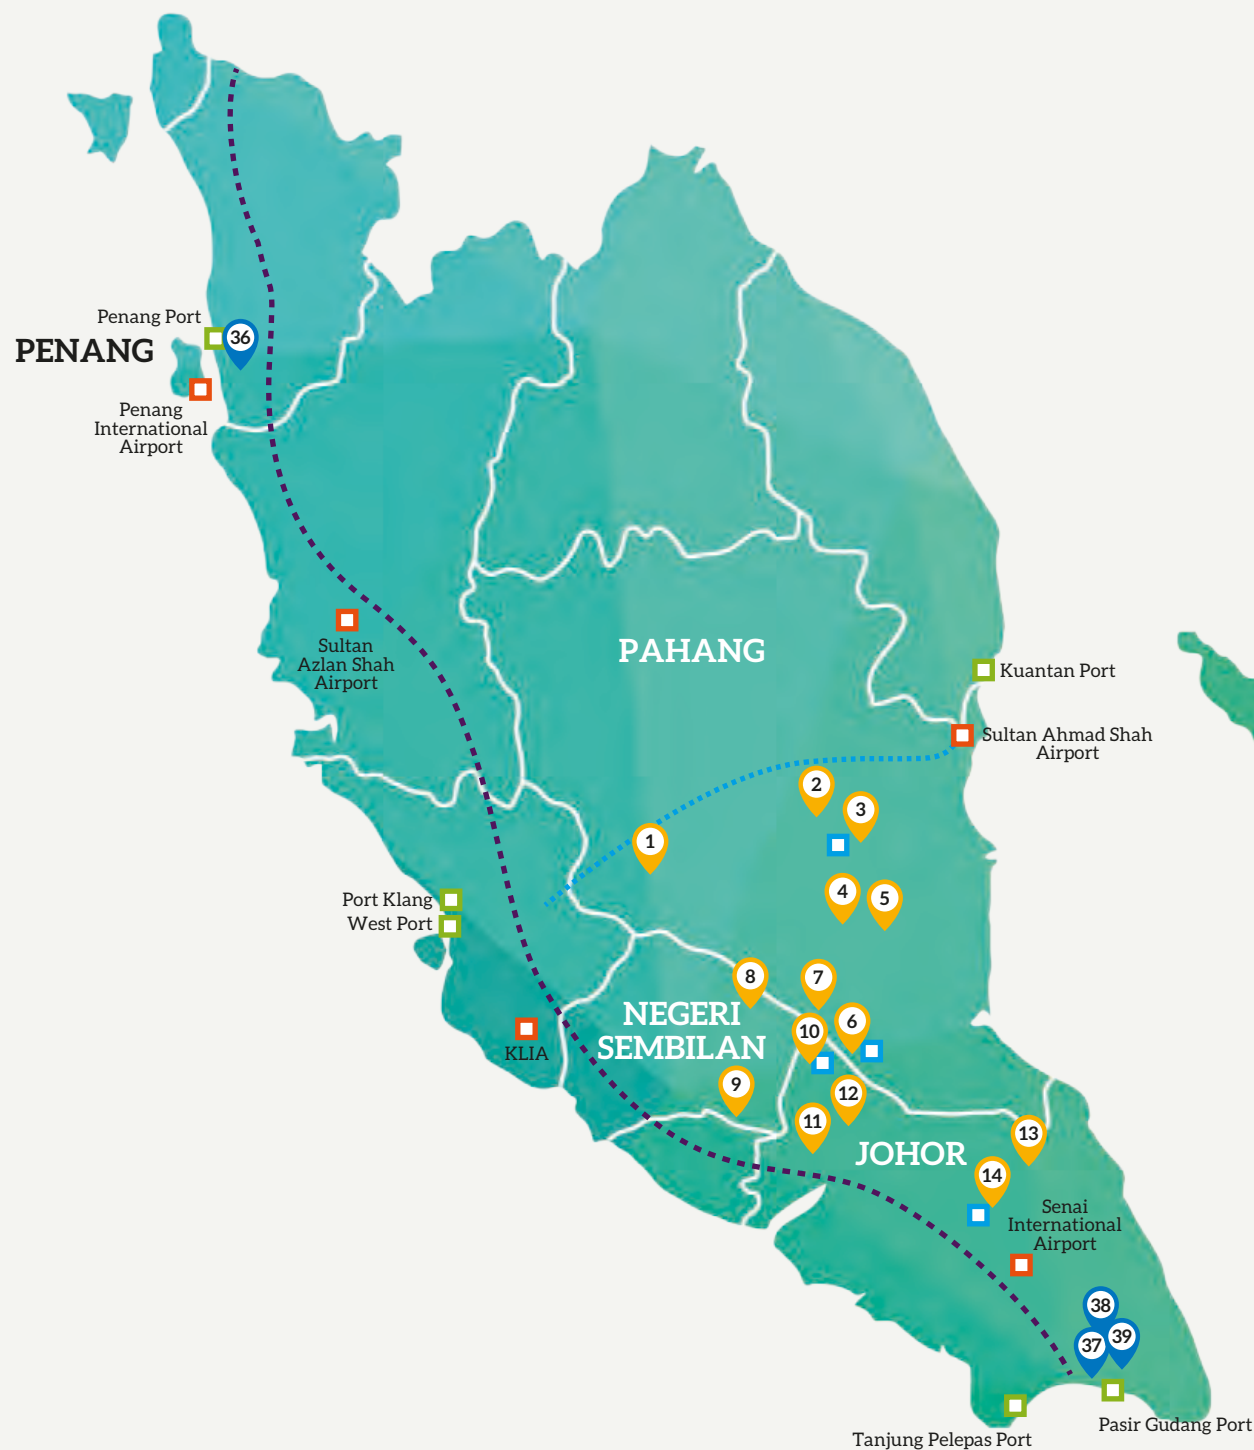 Penang Port
36
PENANG
Penang
International
Airport
Sultan
Azlan Shah
Airport
PAHANG
Kuantan Port
Sultan Ahmad Shah
Airport
2
3
1
4
5
Port Klang
West Port
8
7
NEGERI
SEMBILAN
10
6
KLIA
9
12
11
13
JOHOR
14
Senai
International
Airport
38
37
39
Pasir Gudang Port
Tanjung Pelepas Port